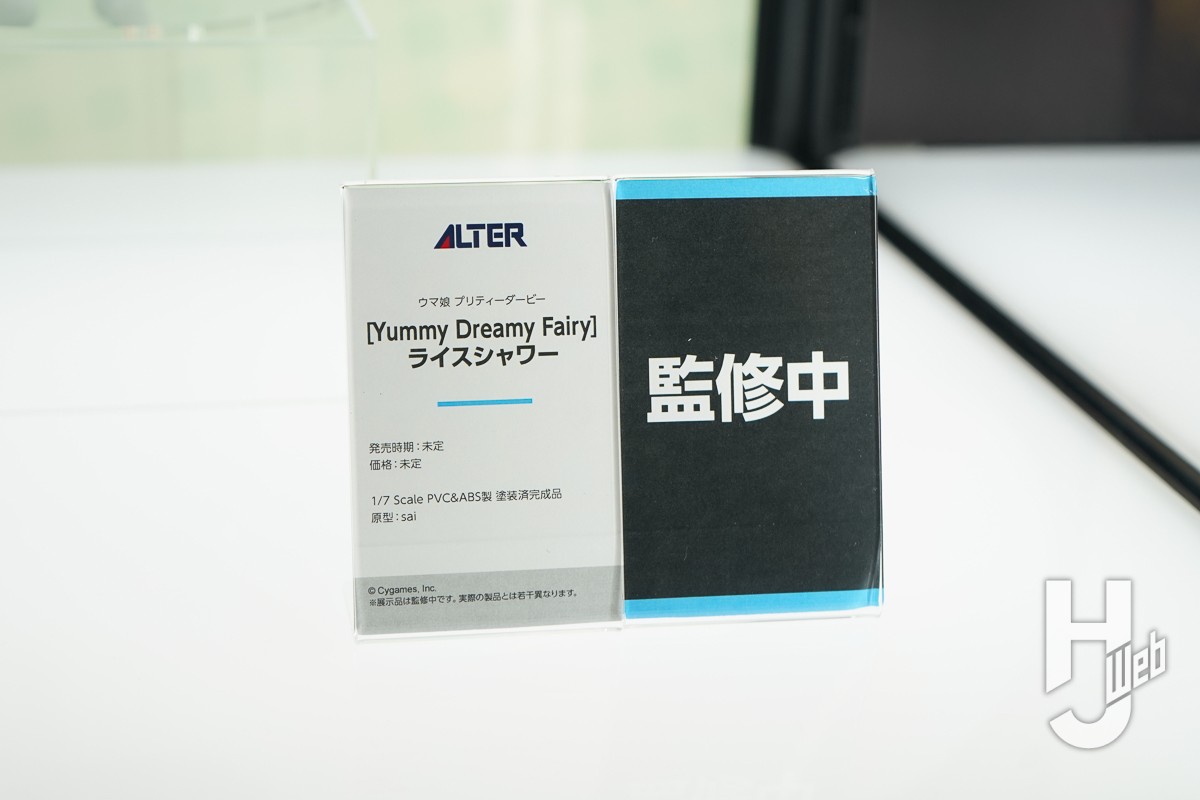 ALTER
ウマ娘 プリティーダービー
[Yummy Dreamy Fairy]
ライスシャワー
発売時期：未定
価格：未定
1/7 Scale PVC&ABS製 塗装済完成品
原型：sai
© Cygames, Inc.
※展示品は監修中です。実際の製品とは若干異なります。
監修中
HJ Web